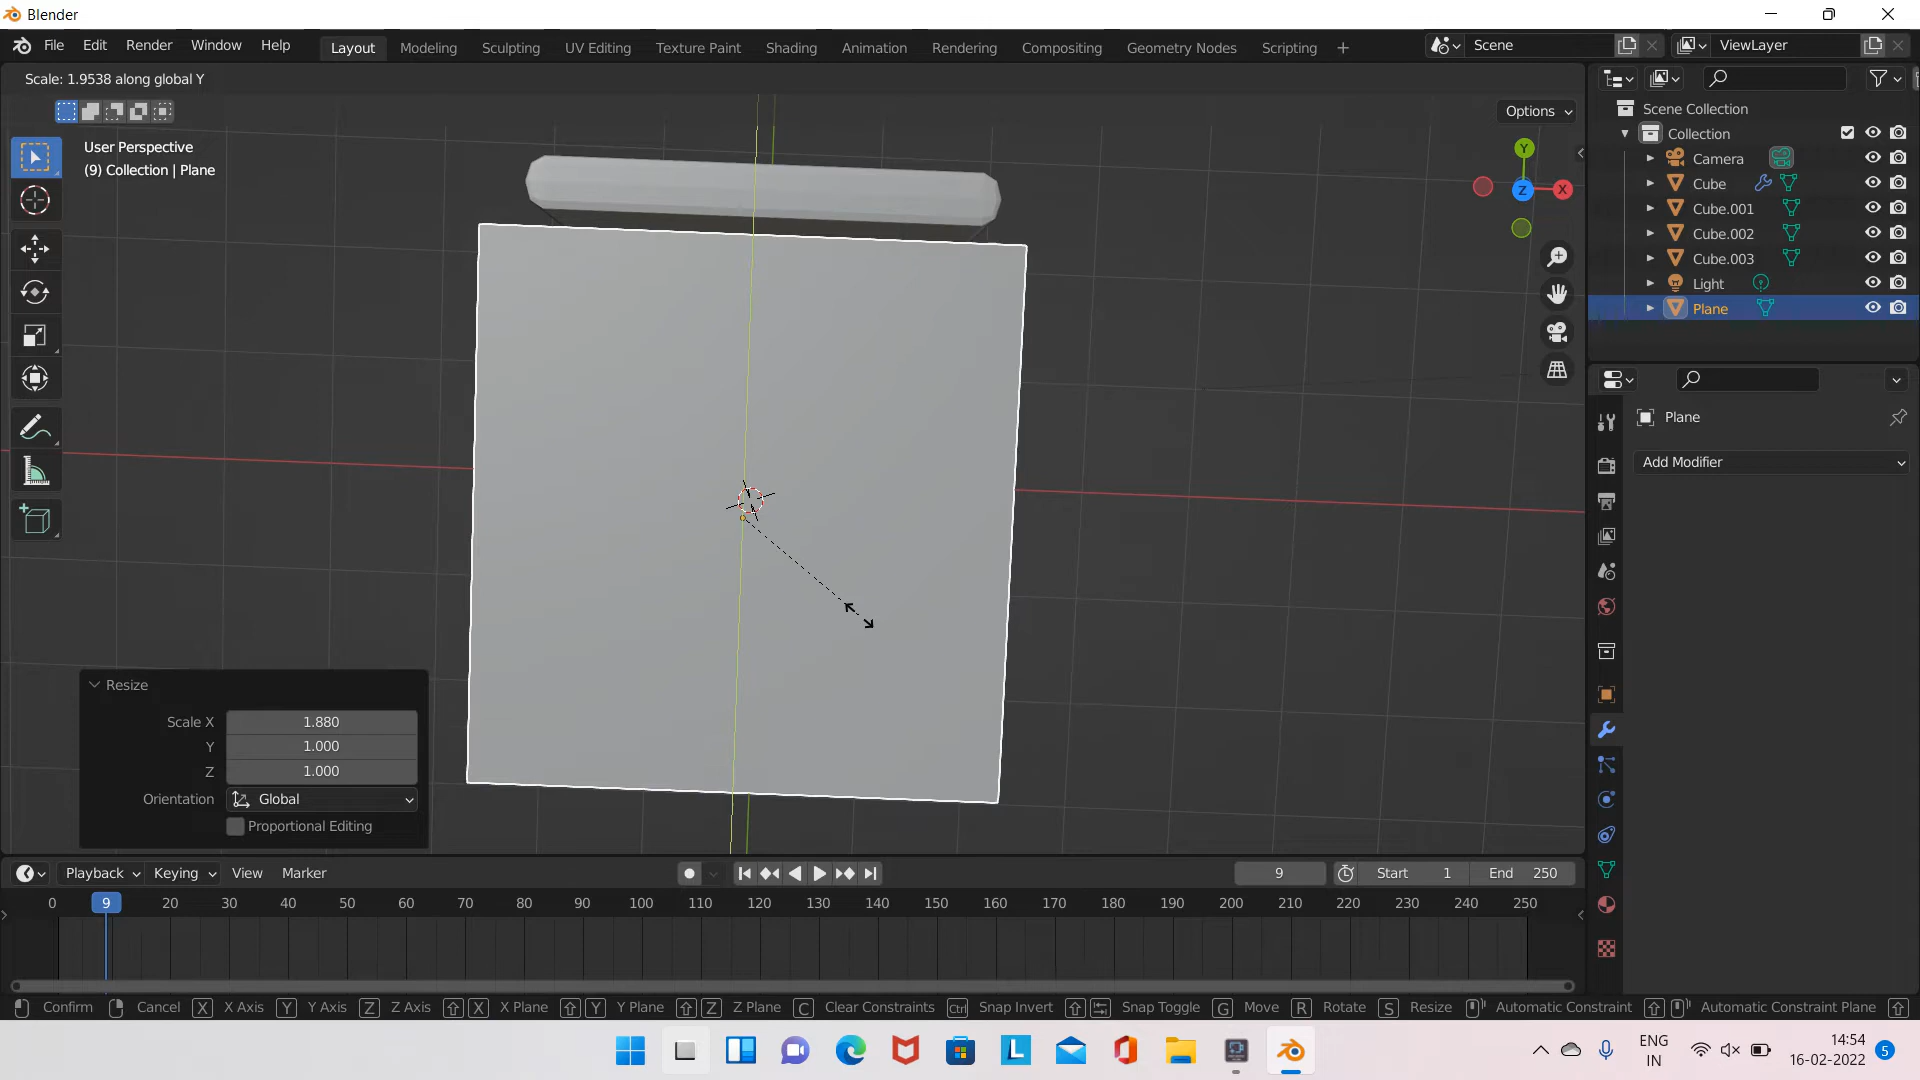 Blender
File Edit Render Window Help
Layout Modeling Sculpting UV Editing Texture Paint Shading Animation Rendering Compositing Geometry Nodes Scripting +
Scene
ViewLayer
Scale: 1.9538 along global Y
Options
User Perspective
(9) Collection | Plane
Y
Z
X
Scene Collection
Collection
Camera
Cube
Cube.001
Cube.002
Cube.003
Light
Plane
Plane
Add Modifier
Resize
Scale X 1.880
Y 1.000
Z 1.000
Orientation Global
Proportional Editing
Playback Keying View Marker
9 Start 1 End 250
0 9 20 30 40 50 60 70 80 90 100 110 120 130 140 150 160 170 180 190 200 210 220 230 240 250
Confirm Cancel X X Axis Y Y Axis Z Z Axis X X Plane Y Y Plane Z Z Plane C Clear Constraints Ctrl Snap Invert Snap Toggle G Move R Rotate S Resize Automatic Constraint Automatic Constraint Plane
L
ENG
IN
14:54
16-02-2022
5